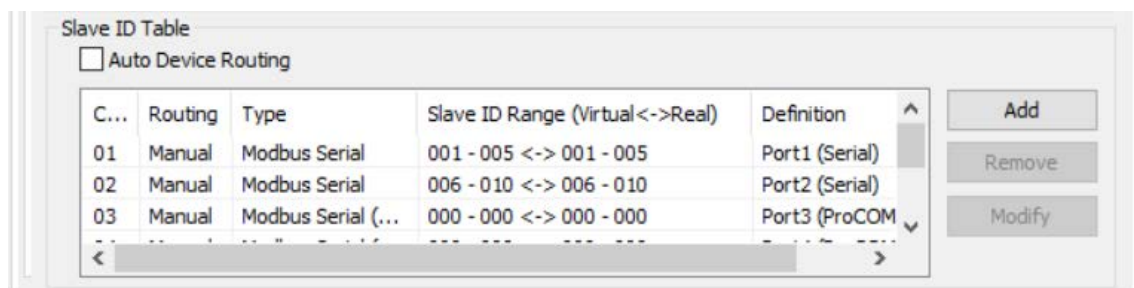 Slave ID Table
Auto Device Routing
C... Routing Type Slave ID Range (Virtual<->Real) Definition
Add
01 Manual Modbus Serial 001 - 005 <-> 001 - 005 Port1 (Serial)
Remove
02 Manual Modbus Serial 006 - 010 <-> 006 - 010 Port2 (Serial)
03 Manual Modbus Serial (... 000 - 000 <-> 000 - 000 Port3 (ProCOM
Modify